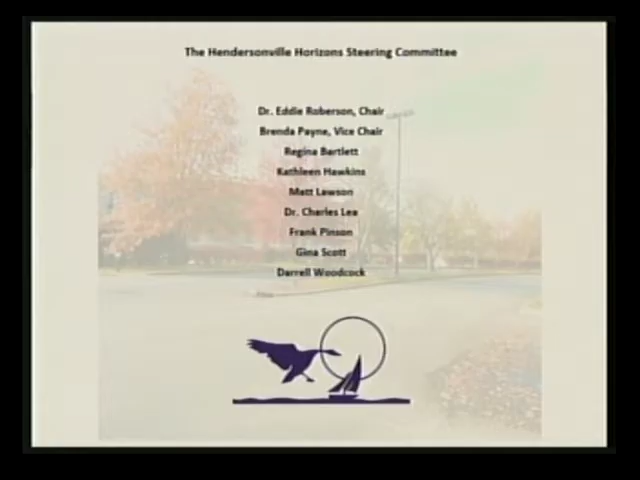 The Hendersonville Horizons Steering Committee
Dr. Eddie Roberson, Chair
Brenda Payne, Vice Chair
Regina Bartlett
Kathleen Hawkins
Matt Lawson
Dr. Charles Lea
Frank Pinson
Gina Scott
Darrell Woodcock